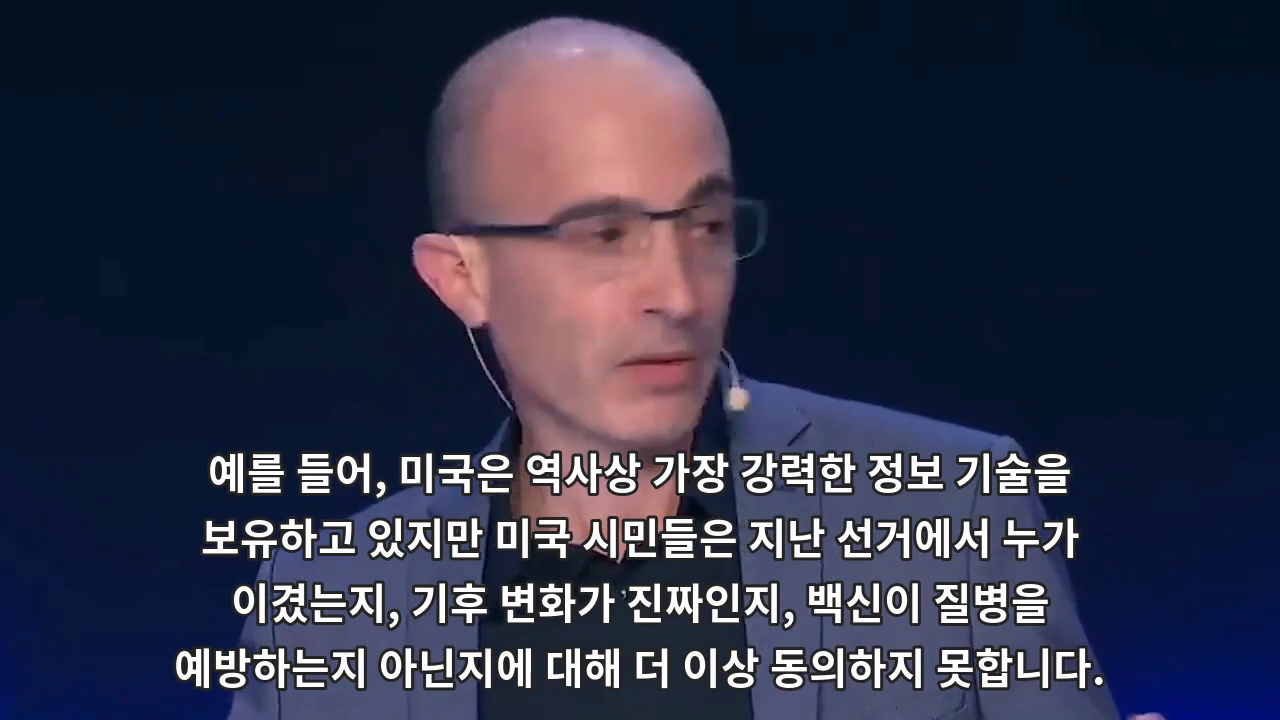 예를 들어, 미국은 역사상 가장 강력한 정보 기술을
보유하고 있지만 미국 시민들은 지난 선거에서 누가
이겼는지, 기후 변화가 진짜인지, 백신이 질병을
예방하는지 아닌지에 대해 더 이상 동의하지 못합니다.